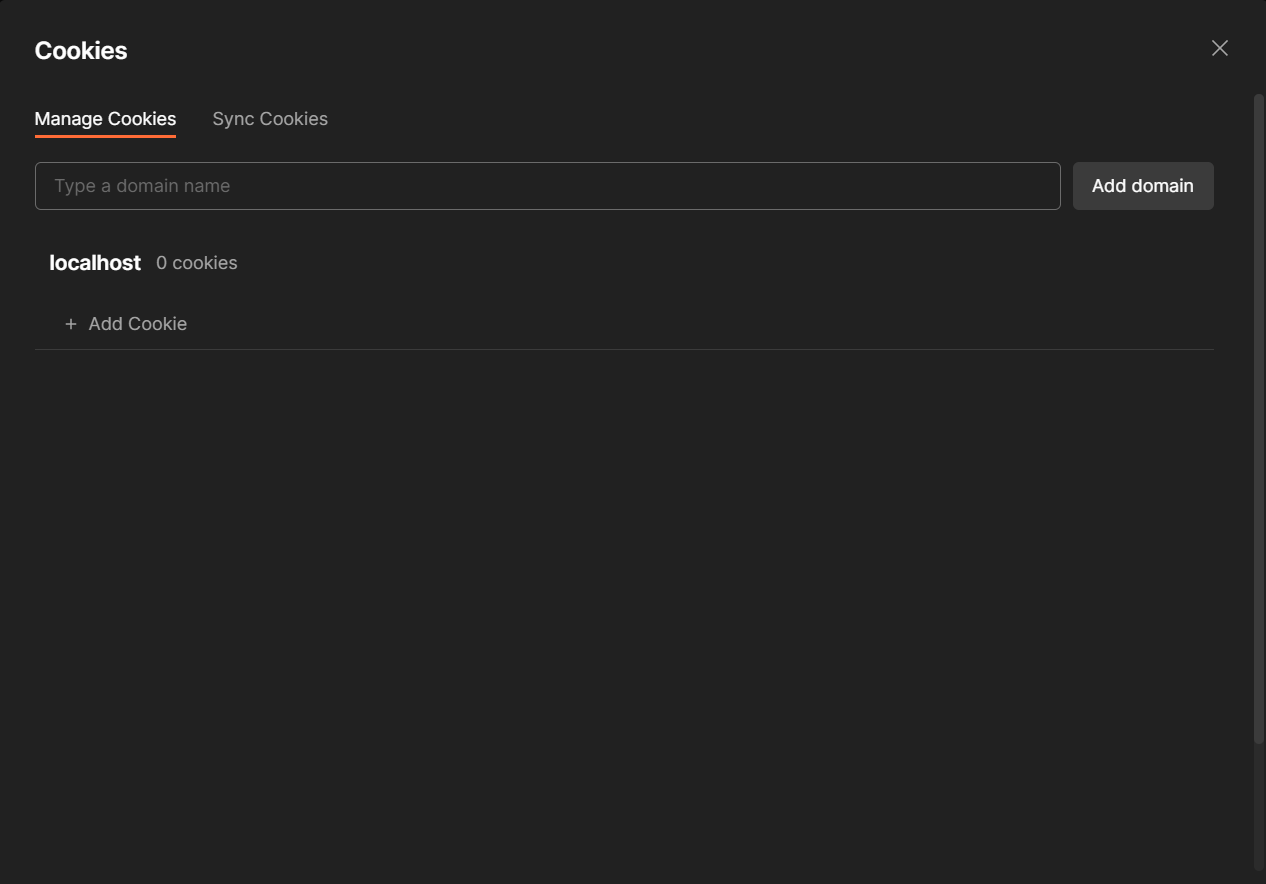 Cookies
Manage Cookies Sync Cookies
Type a domain name Add domain
localhost 0 cookies
+ Add Cookie